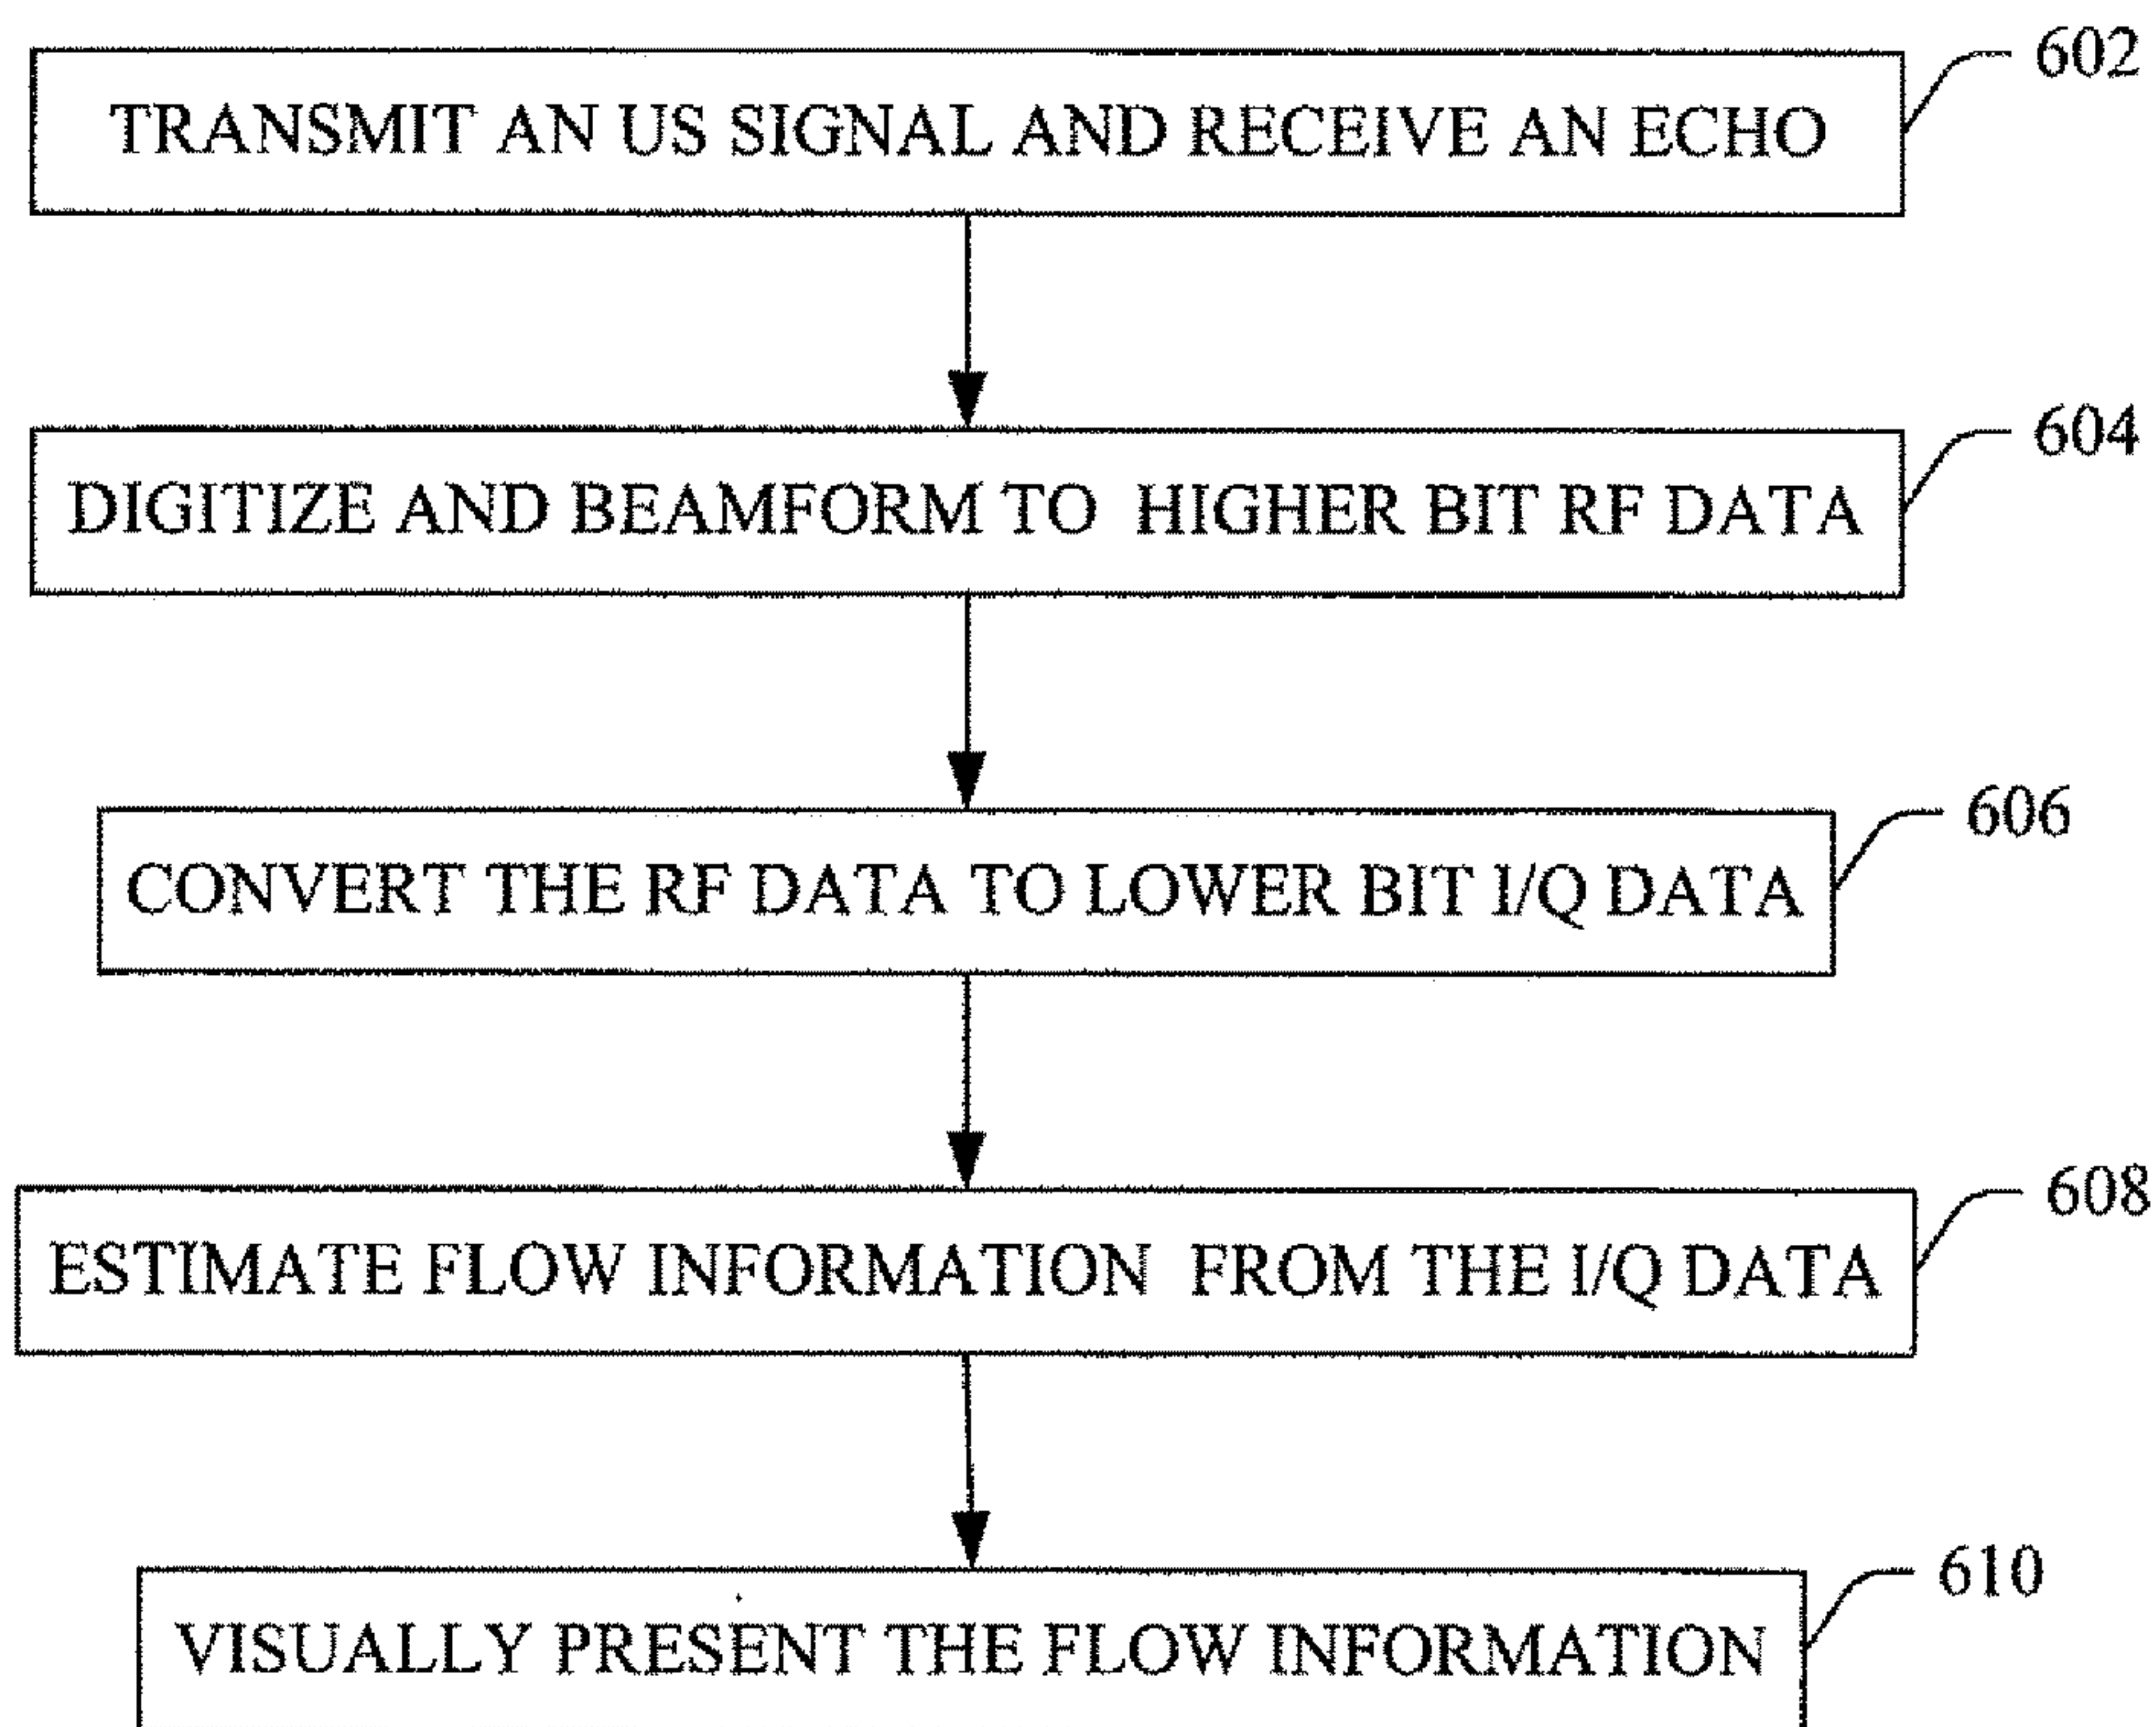 602
TRANSMIT AN US SIGNAL AND RECEIVE AN ECHO
604
DIGITIZE AND BEAMFORM TO HIGHER BIT RF DATA
606
CONVERT THE RF DATA TO LOWER BIT I/Q DATA
608
ESTIMATE FLOW INFORMATION FROM THE I/Q DATA
610
VISUALLY PRESENT THE FLOW INFORMATION